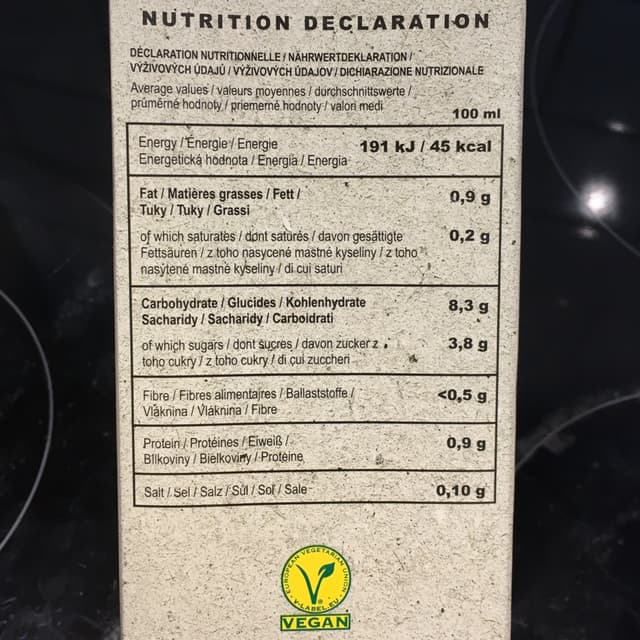 NUTRITION DECLARATION
DÉCLARATION NUTRITIONNELLE / NÄHRWERTDEKLARATION /
VÝŽIVOVÝCH ÚDAJŮ / VÝŽIVOVÝCH ÚDAJOV / DICHIARAZIONE NUTRIZIONALE
Average values / valeurs moyennes / durchschnittswerte /
průměrné hodnoty / priemerné hodnoty / valori medi
100 ml
Energy / Énergie / Energie
Energetická hodnota / Energia / Energia
191 kJ / 45 kcal
Fat / Matières grasses / Fett /
Tuky / Tuky / Grassi
0,9 g
of which saturates / dont saturés / davon gesättigte
Fettsäuren / z toho nasycené mastné kyseliny / z toho
nasýtené mastné kyseliny / di cui saturi
0,2 g
Carbohydrate / Glucides / Kohlenhydrate
Sacharidy / Sacharidy / Carboidrati
8,3 g
of which sugars / dont sucres / davon zucker z
toho cukry / z toho cukry / di cui zuccheri
3,8 g
Fibre / Fibres alimentaires / Ballaststoffe /
Vláknina / Vláknina / Fibre
<0,5 g
Protein / Protéines / Eiweiß /
Bílkoviny / Bielkoviny / Proteine
0,9 g
Salt / Sel / Salz / Sůl / Soľ / Sale
0,10 g
EUROPEAN VEGETARIAN UNION
V-LABEL.EU
VEGAN